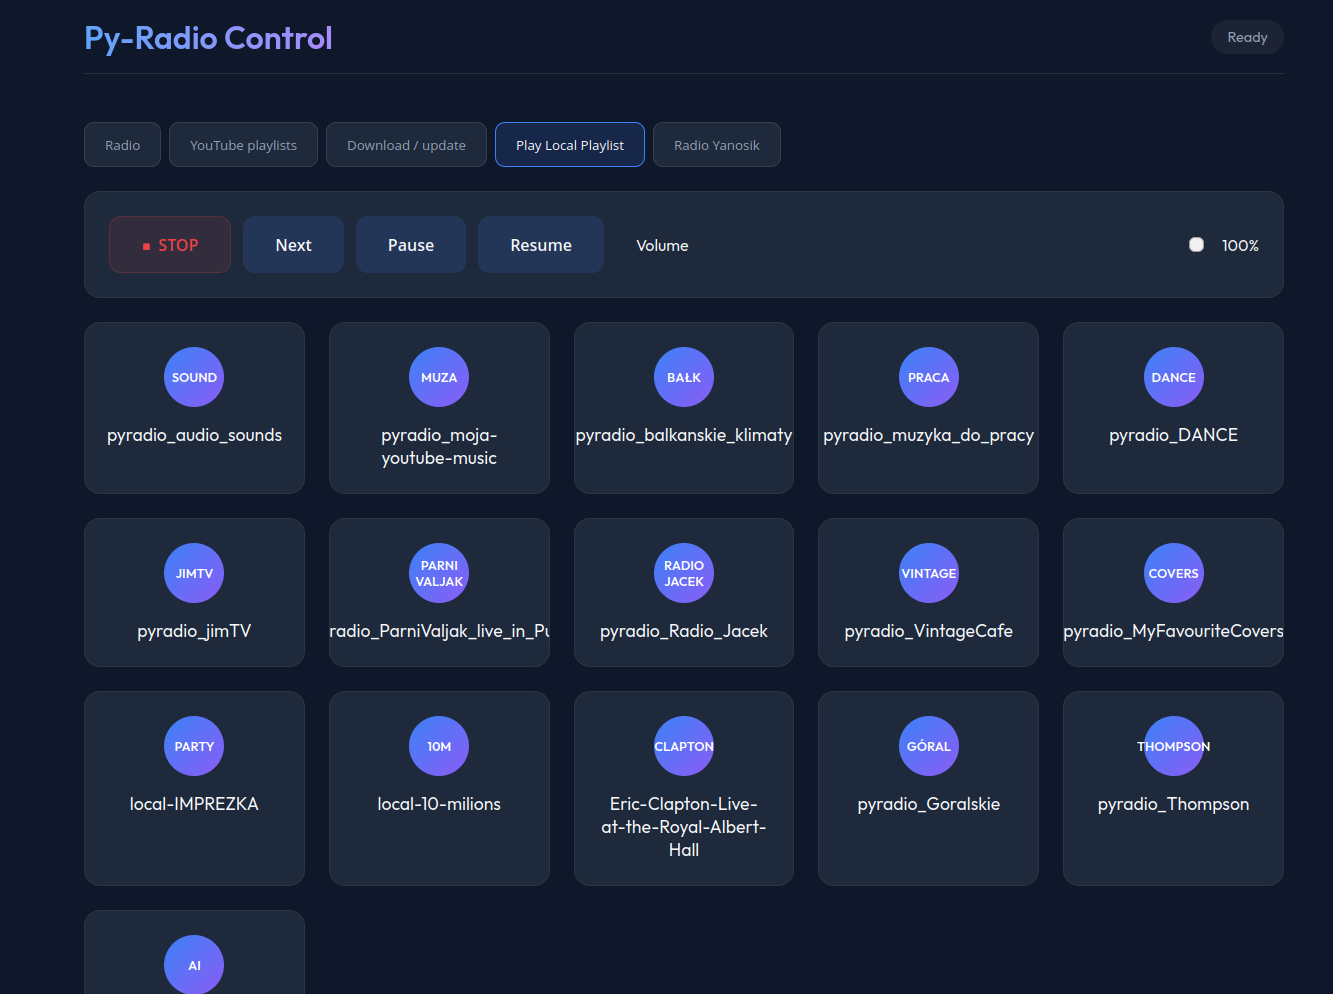 Py-Radio Control
Ready
Radio
YouTube playlists
Download / update
Play Local Playlist
Radio Yanosik
STOP
Next
Pause
Resume
Volume
100%
SOUND
pyradio_audio_sounds
MUZA
pyradio_moja-
youtube-music
BAŁK
pyradio_balkanskie_klimaty
PRACA
pyradio_muzyka_do_pracy
DANCE
pyradio_DANCE
JIMTV
pyradio_jimTV
PARNI
VALJAK
radio_ParniValjak_live_in_Pu
RADIO
JACEK
pyradio_Radio_Jacek
VINTAGE
pyradio_VintageCafe
COVERS
pyradio_MyFavouriteCovers
PARTY
local-IMPREZKA
10M
local-10-milions
CLAPTON
Eric-Clapton-Live-
at-the-Royal-Albert-
Hall
GÓRAL
pyradio_Goralskie
THOMPSON
pyradio_Thompson
AI